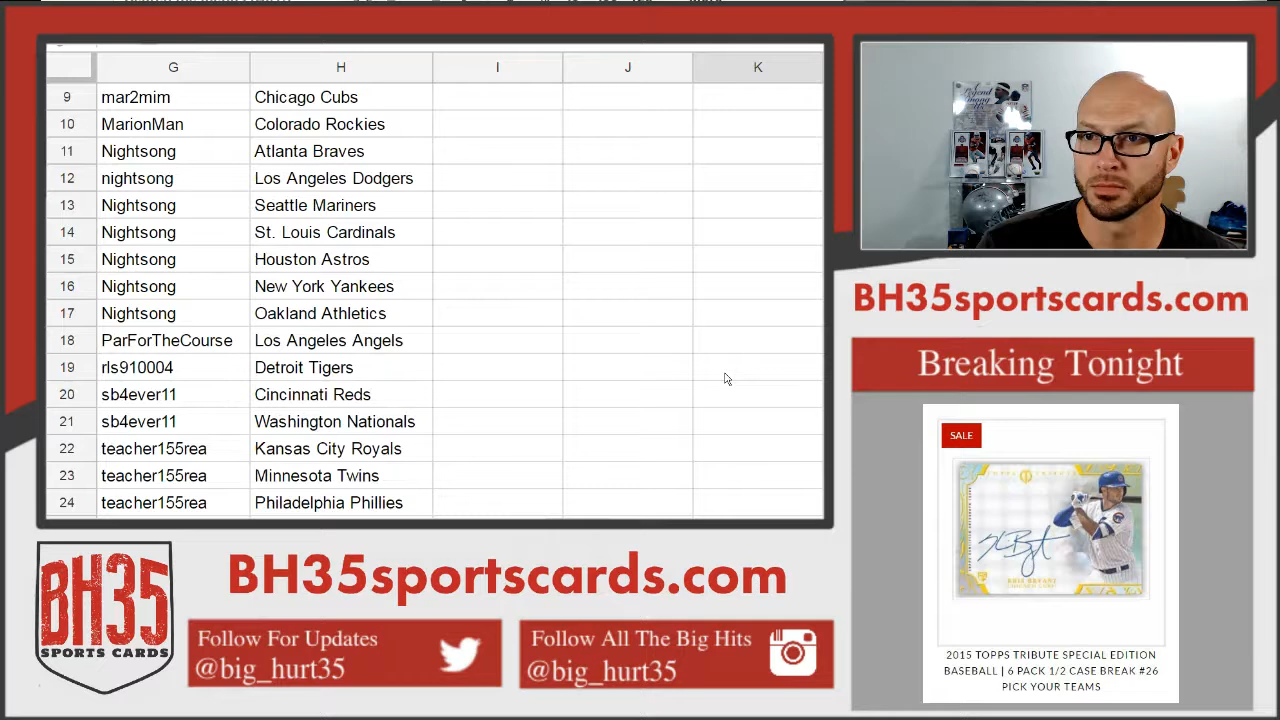 G H I J K
9 mar2mim Chicago Cubs
10 MarionMan Colorado Rockies
11 Nightsong Atlanta Braves
12 nightsong Los Angeles Dodgers
13 Nightsong Seattle Mariners
14 Nightsong St. Louis Cardinals
15 Nightsong Houston Astros
16 Nightsong New York Yankees
17 Nightsong Oakland Athletics
18 ParForTheCourse Los Angeles Angels
19 rls910004 Detroit Tigers
20 sb4ever11 Cincinnati Reds
21 sb4ever11 Washington Nationals
22 teacher155rea Kansas City Royals
23 teacher155rea Minnesota Twins
24 teacher155rea Philadelphia Phillies
Legend
BH35sportscards.com
Breaking Tonight
SALE
KRIS BRYANT
2015 TOPPS TRIBUTE SPECIAL EDITION
BASEBALL | 6 PACK 1/2 CASE BREAK #26
PICK YOUR TEAMS
BH35
SPORTS CARDS
BH35sportscards.com
Follow For Updates
@big_hurt35
Follow All The Big Hits
@big_hurt35